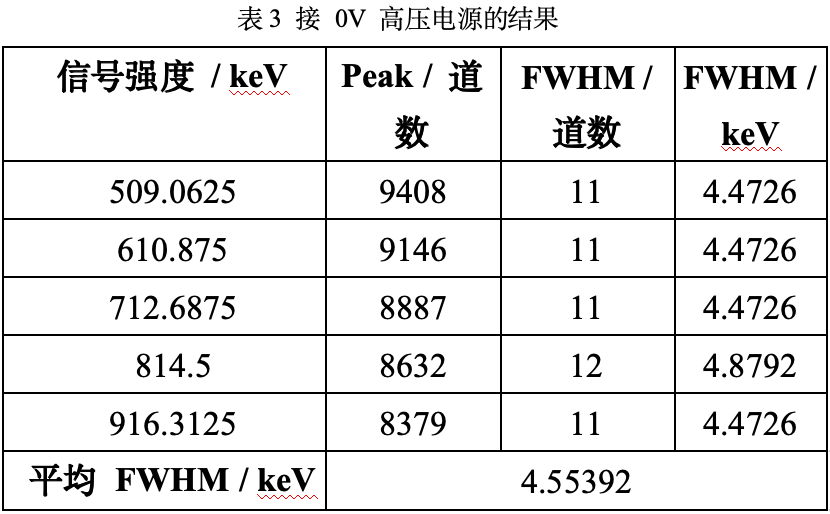 表 3 接 0V 高压电源的结果
信号强度 / keV Peak / 道 FWHM / FWHM /
数 道数 keV
509.0625 9408 11 4.4726
610.875 9146 11 4.4726
712.6875 8887 11 4.4726
814.5 8632 12 4.8792
916.3125 8379 11 4.4726
平均 FWHM / keV 4.55392